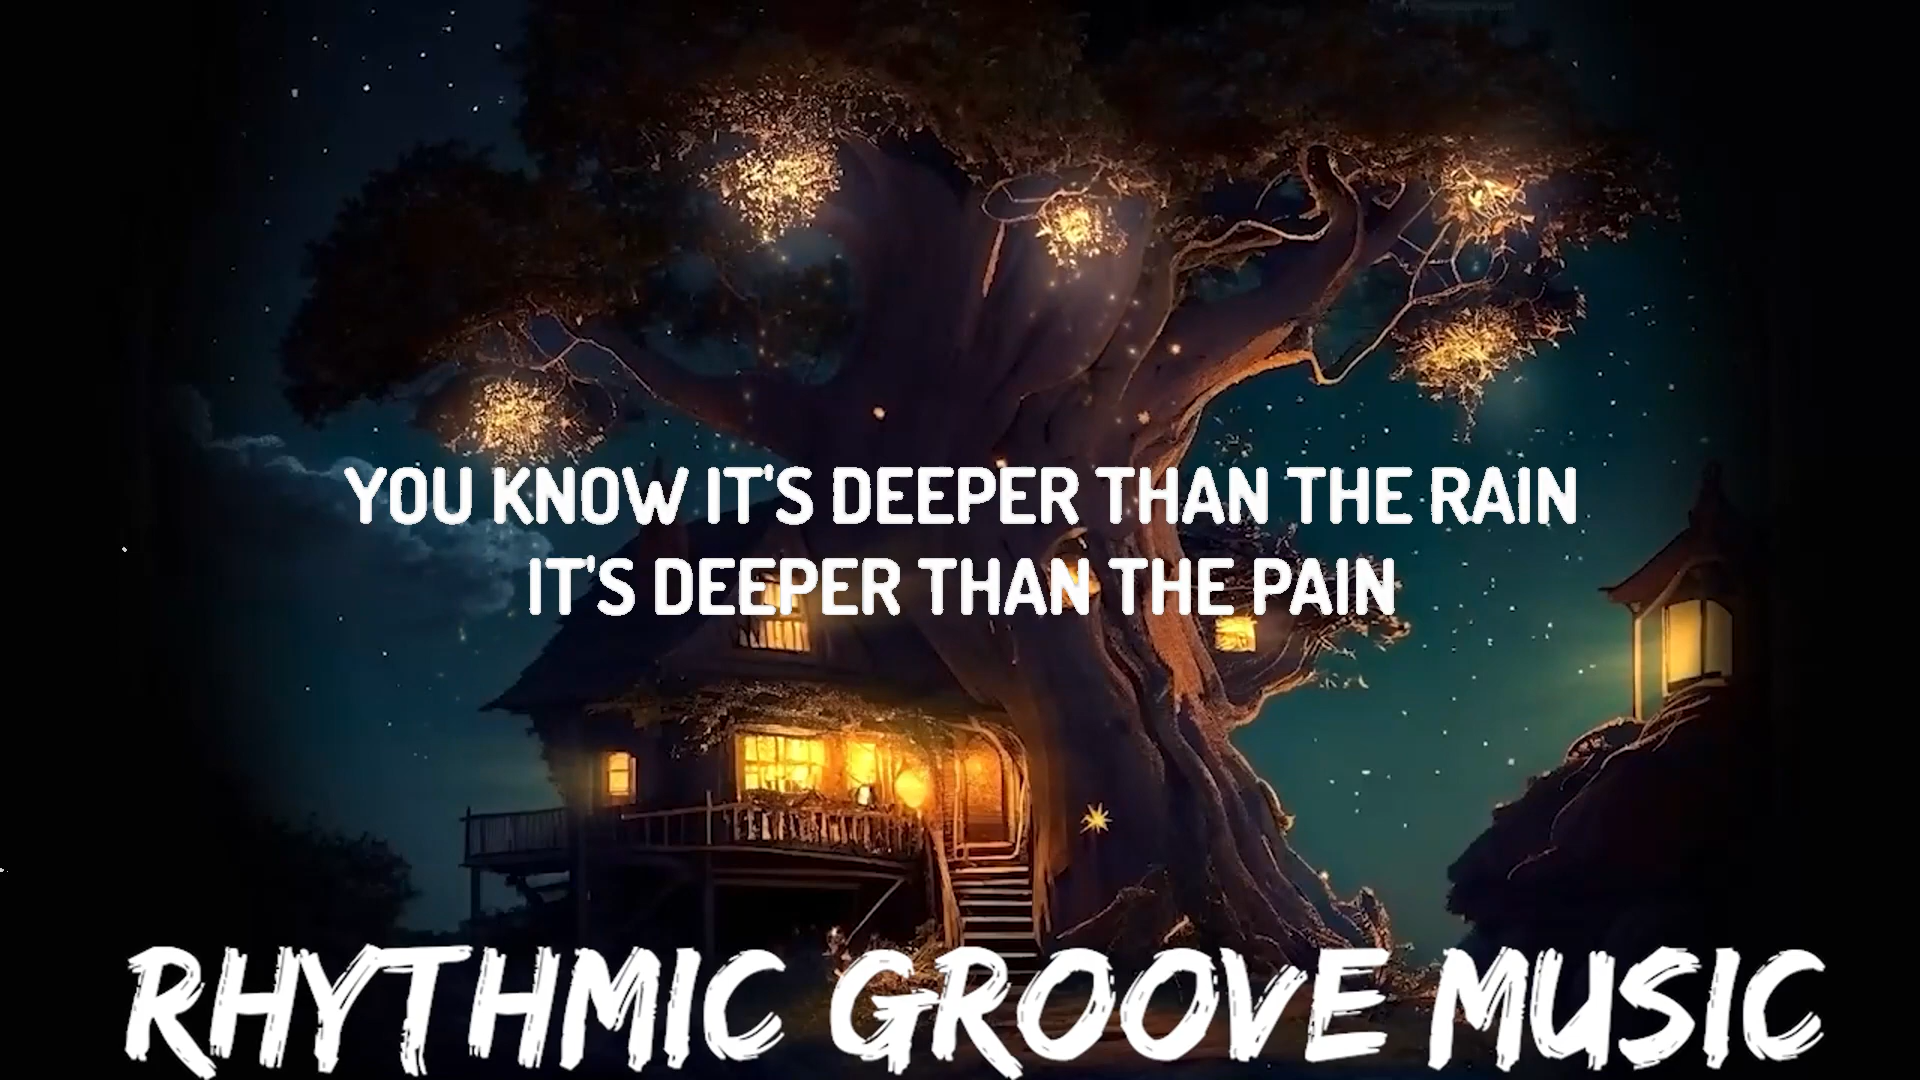 YOU KNOW IT'S DEEPER THAN THE RAIN
IT'S DEEPER THAN THE PAIN
RHYTHMIC GROOVE MUSIC